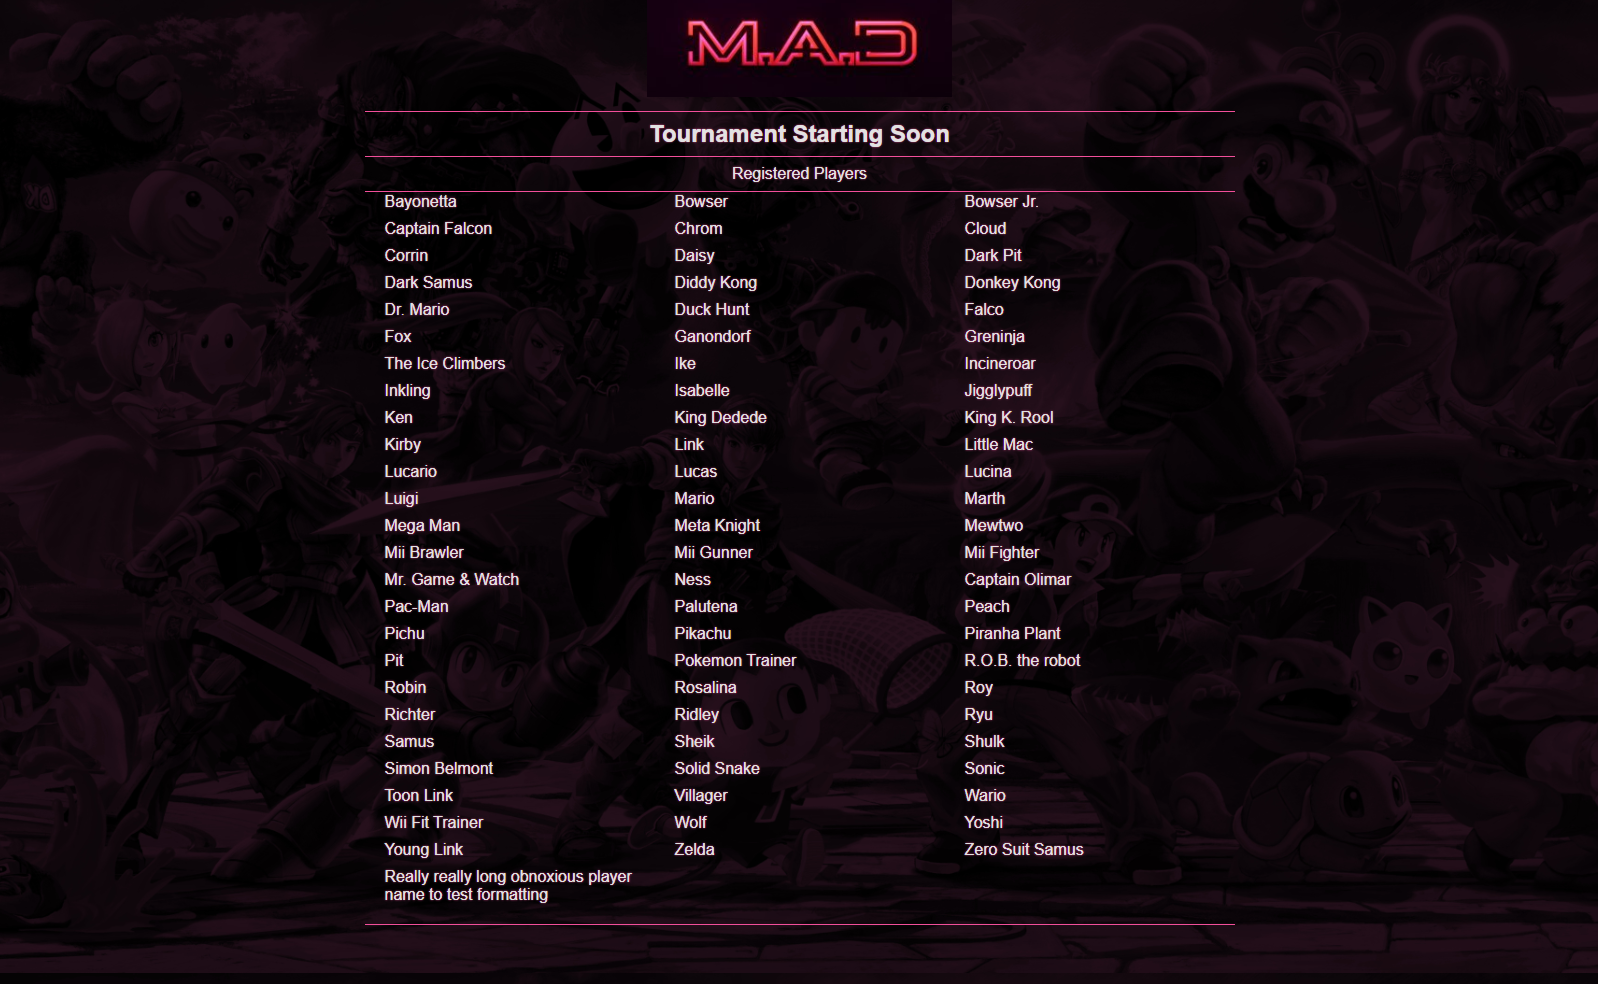 M.A.D
Tournament Starting Soon
Registered Players
Bayonetta Bowser Bowser Jr.
Captain Falcon Chrom Cloud
Corrin Daisy Dark Pit
Dark Samus Diddy Kong Donkey Kong
Dr. Mario Duck Hunt Falco
Fox Ganondorf Greninja
The Ice Climbers Ike Incineroar
Inkling Isabelle Jigglypuff
Ken King Dedede King K. Rool
Kirby Link Little Mac
Lucario Lucas Lucina
Luigi Mario Marth
Mega Man Meta Knight Mewtwo
Mii Brawler Mii Gunner Mii Fighter
Mr. Game & Watch Ness Captain Olimar
Pac-Man Palutena Peach
Pichu Pikachu Piranha Plant
Pit Pokemon Trainer R.O.B. the robot
Robin Rosalina Roy
Richter Ridley Ryu
Samus Sheik Shulk
Simon Belmont Solid Snake Sonic
Toon Link Villager Wario
Wii Fit Trainer Wolf Yoshi
Young Link Zelda Zero Suit Samus
Really really long obnoxious player
name to test formatting